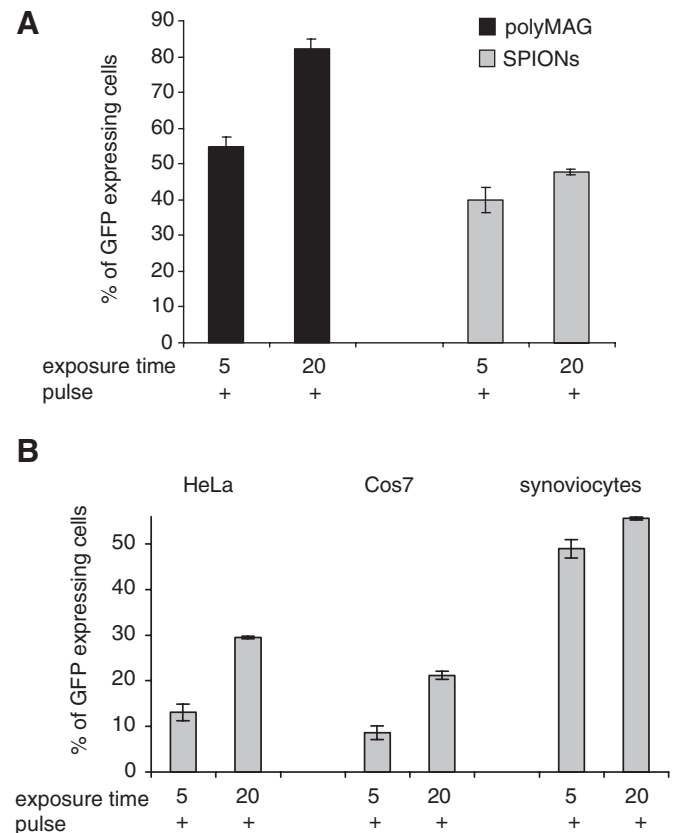 A
polyMAG
SPIONs
% of GFP expressing cells
90
80
70
60
50
40
30
20
10
0
exposure time 5 20 5 20
pulse + + + +
B
HeLa Cos7 synoviocytes
% of GFP expressing cells
50
40
30
20
10
0
exposure time 5 20 5 20 5 20
pulse + + + + + +